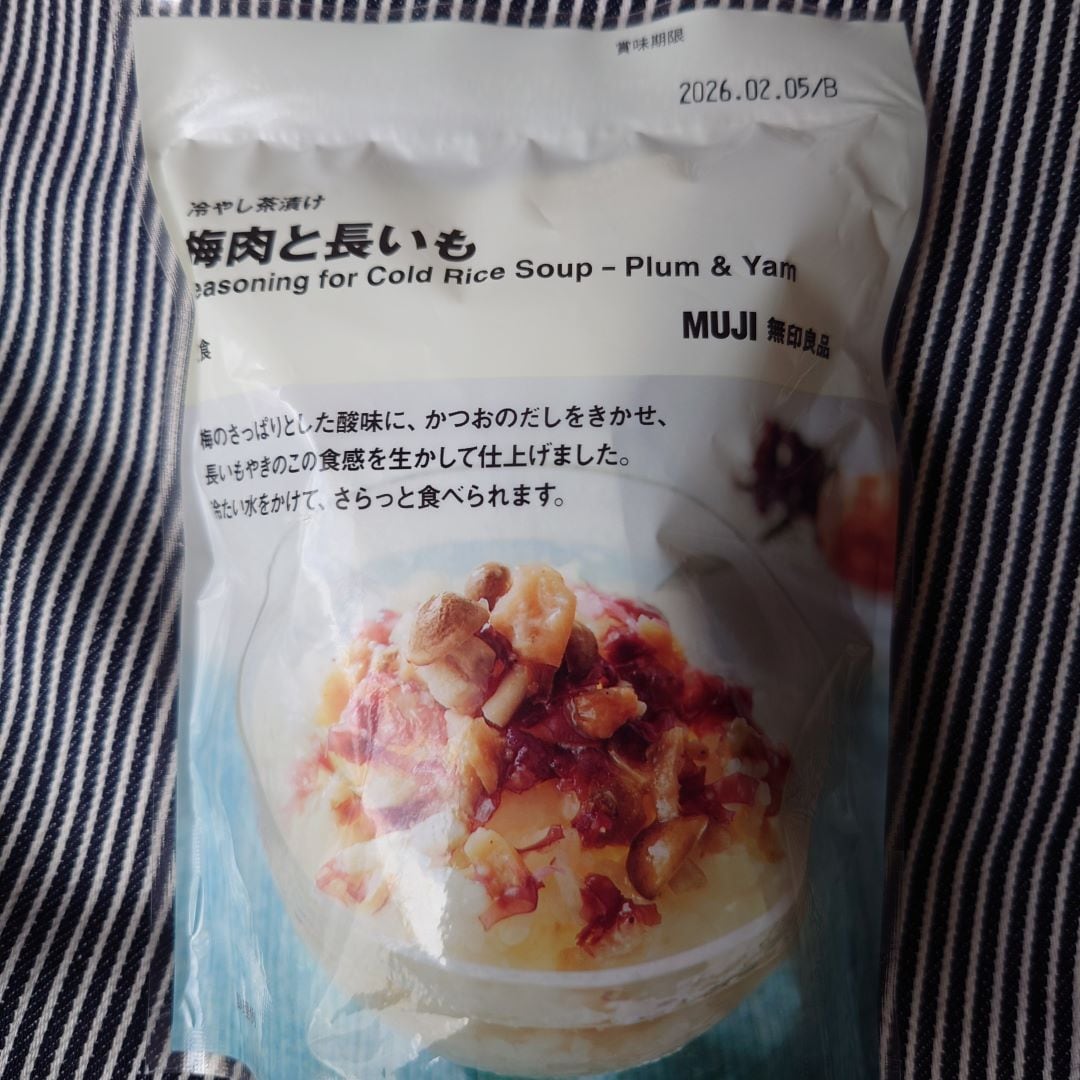 賞味期限
2026.02.05/B
冷やし茶漬け
梅肉と長いも
easoning for Cold Rice Soup – Plum & Yam
MUJI 無印良品
食
梅のさっぱりとした酸味に、かつおのだしをきかせ、
長いもやきのこの食感を生かして仕上げました。
冷たい水をかけて、さらっと食べられます。